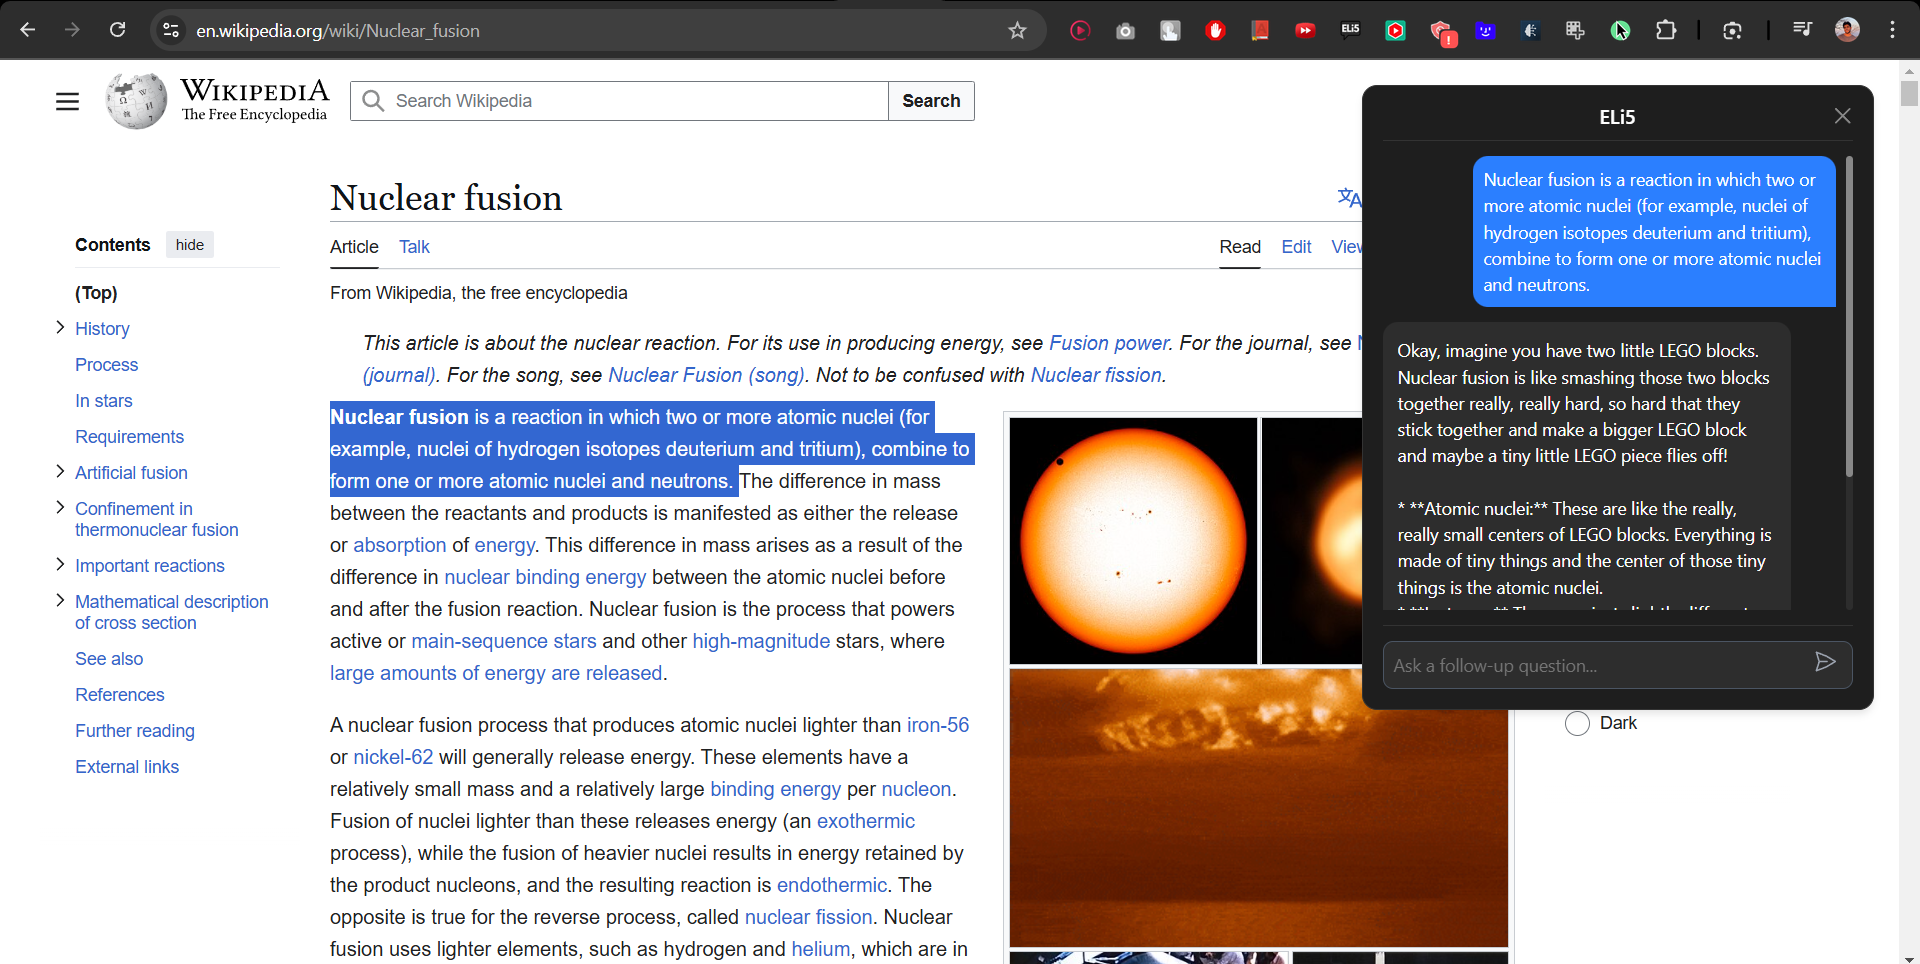 en.wikipedia.org/wiki/Nuclear_fusion
ELI5
WIKIPEDIA
The Free Encyclopedia
Search Wikipedia
Search
Contents
hide
(Top)
History
Process
In stars
Requirements
Artificial fusion
Confinement in
thermonuclear fusion
Important reactions
Mathematical description
of cross section
See also
References
Further reading
External links
Nuclear fusion
Article Talk
Read Edit
From Wikipedia, the free encyclopedia
This article is about the nuclear reaction. For its use in producing energy, see Fusion power. For the journal, see
(journal). For the song, see Nuclear Fusion (song). Not to be confused with Nuclear fission.
Nuclear fusion is a reaction in which two or more atomic nuclei (for
example, nuclei of hydrogen isotopes deuterium and tritium), combine to
form one or more atomic nuclei and neutrons. The difference in mass
between the reactants and products is manifested as either the release
or absorption of energy. This difference in mass arises as a result of the
difference in nuclear binding energy between the atomic nuclei before
and after the fusion reaction. Nuclear fusion is the process that powers
active or main-sequence stars and other high-magnitude stars, where
large amounts of energy are released.
A nuclear fusion process that produces atomic nuclei lighter than iron-56
or nickel-62 will generally release energy. These elements have a
relatively small mass and a relatively large binding energy per nucleon.
Fusion of nuclei lighter than these releases energy (an exothermic
process), while the fusion of heavier nuclei results in energy retained by
the product nucleons, and the resulting reaction is endothermic. The
opposite is true for the reverse process, called nuclear fission. Nuclear
fusion uses lighter elements, such as hydrogen and helium, which are in
ELi5
Nuclear fusion is a reaction in which two or
more atomic nuclei (for example, nuclei of
hydrogen isotopes deuterium and tritium),
combine to form one or more atomic nuclei
and neutrons.
Okay, imagine you have two little LEGO blocks.
Nuclear fusion is like smashing those two blocks
together really, really hard, so hard that they
stick together and make a bigger LEGO block
and maybe a tiny little LEGO piece flies off!
* **Atomic nuclei:** These are like the really,
really small centers of LEGO blocks. Everything is
made of tiny things and the center of those tiny
things is the atomic nuclei.
Ask a follow-up question...
Dark